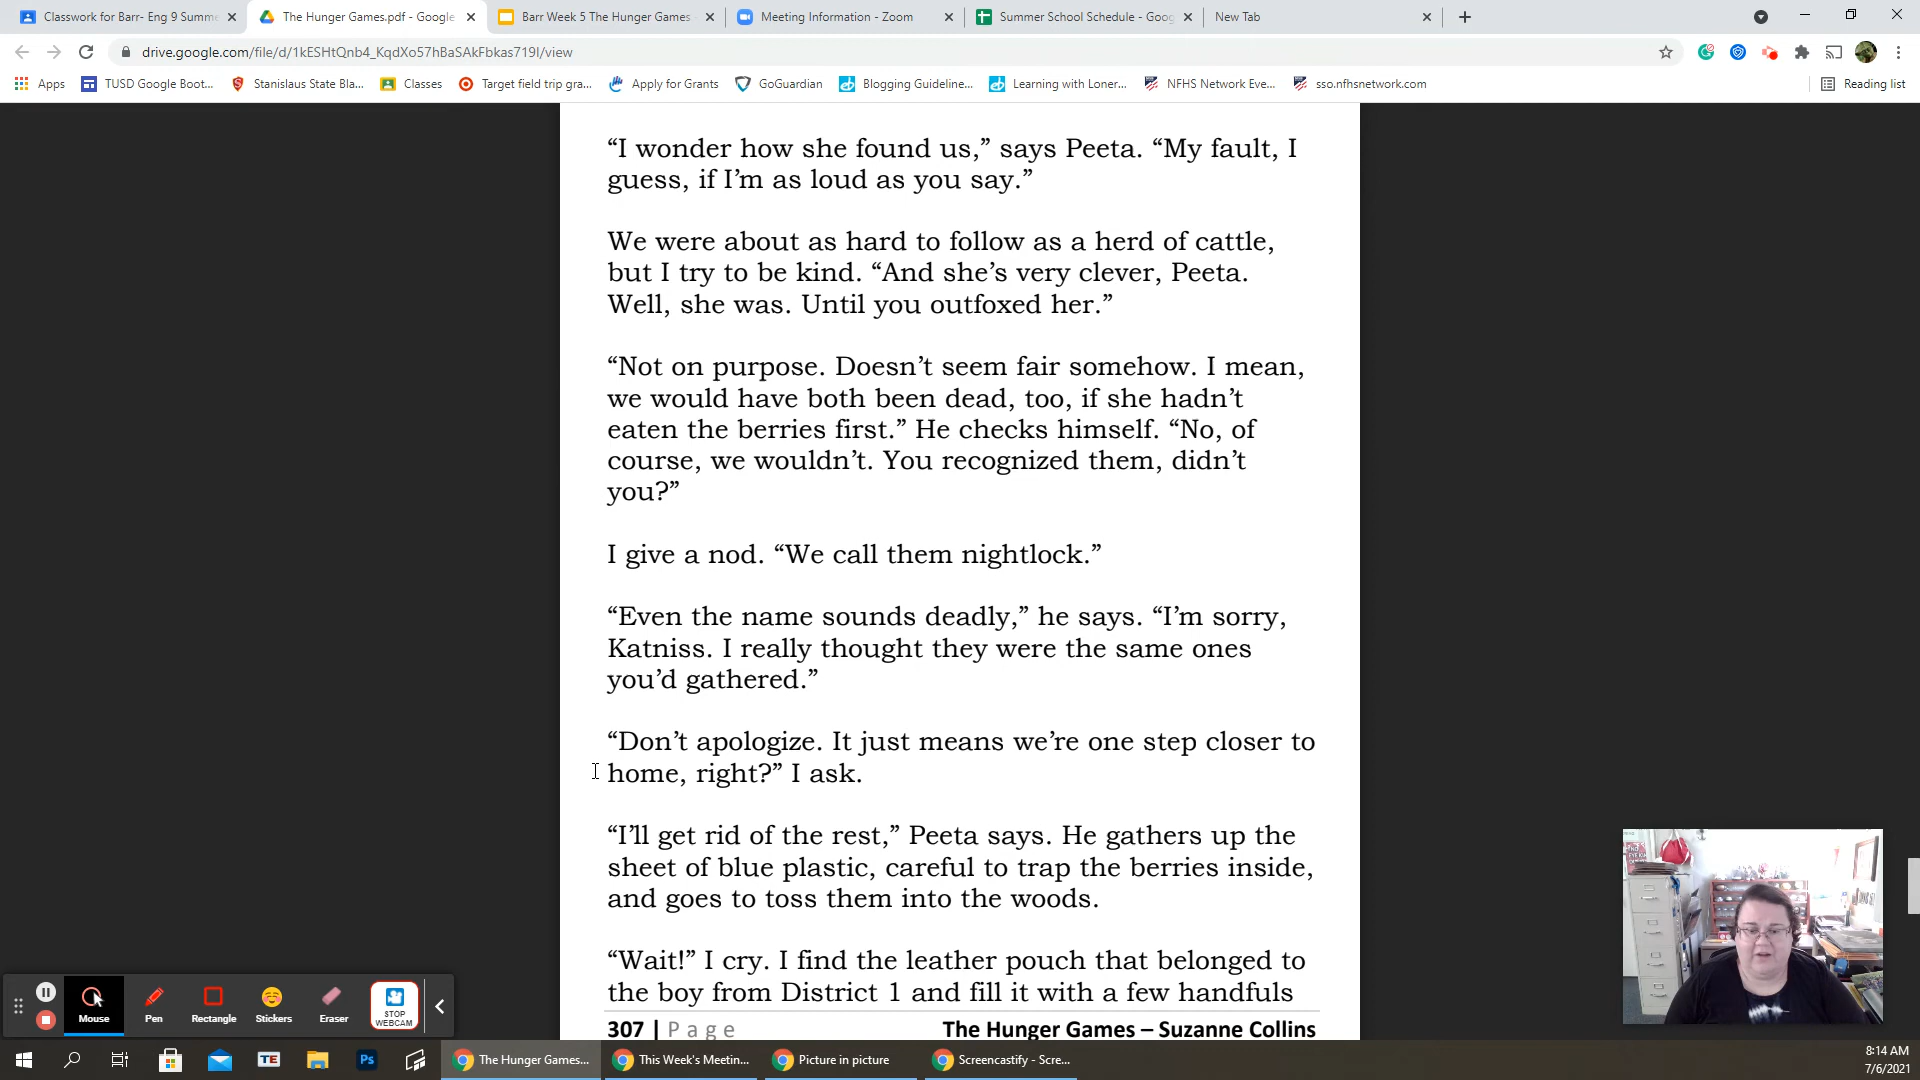 Classwork for Barr- Eng 9 Summe
The Hunger Games.pdf - Google
Barr Week 5 The Hunger Games
Meeting Information - Zoom
Summer School Schedule - Goog
New Tab
drive.google.com/file/d/1kESHtQnb4_KqdXo57hBaSAkFbkas719I/view
Apps
TUSD Google Boot...
Stanislaus State Bla...
Classes
Target field trip gra...
Apply for Grants
GoGuardian
Blogging Guideline...
Learning with Loner...
NFHS Network Eve...
sso.nfhsnetwork.com
Reading list
“I wonder how she found us,” says Peeta. “My fault, I
guess, if I’m as loud as you say.”
We were about as hard to follow as a herd of cattle,
but I try to be kind. “And she’s very clever, Peeta.
Well, she was. Until you outfoxed her.”
“Not on purpose. Doesn’t seem fair somehow. I mean,
we would have both been dead, too, if she hadn’t
eaten the berries first.” He checks himself. “No, of
course, we wouldn’t. You recognized them, didn’t
you?”
I give a nod. “We call them nightlock.”
“Even the name sounds deadly,” he says. “I’m sorry,
Katniss. I really thought they were the same ones
you’d gathered.”
“Don’t apologize. It just means we’re one step closer to
home, right?” I ask.
“I’ll get rid of the rest,” Peeta says. He gathers up the
sheet of blue plastic, careful to trap the berries inside,
and goes to toss them into the woods.
“Wait!” I cry. I find the leather pouch that belonged to
the boy from District 1 and fill it with a few handfuls
307 | Page
The Hunger Games – Suzanne Collins
Mouse
Pen
Rectangle
Stickers
Eraser
STOP
WEBCAM
TE
Ps
The Hunger Games...
This Week's Meetin...
Picture in picture
Screencastify - Scre...
8:14 AM
7/6/2021